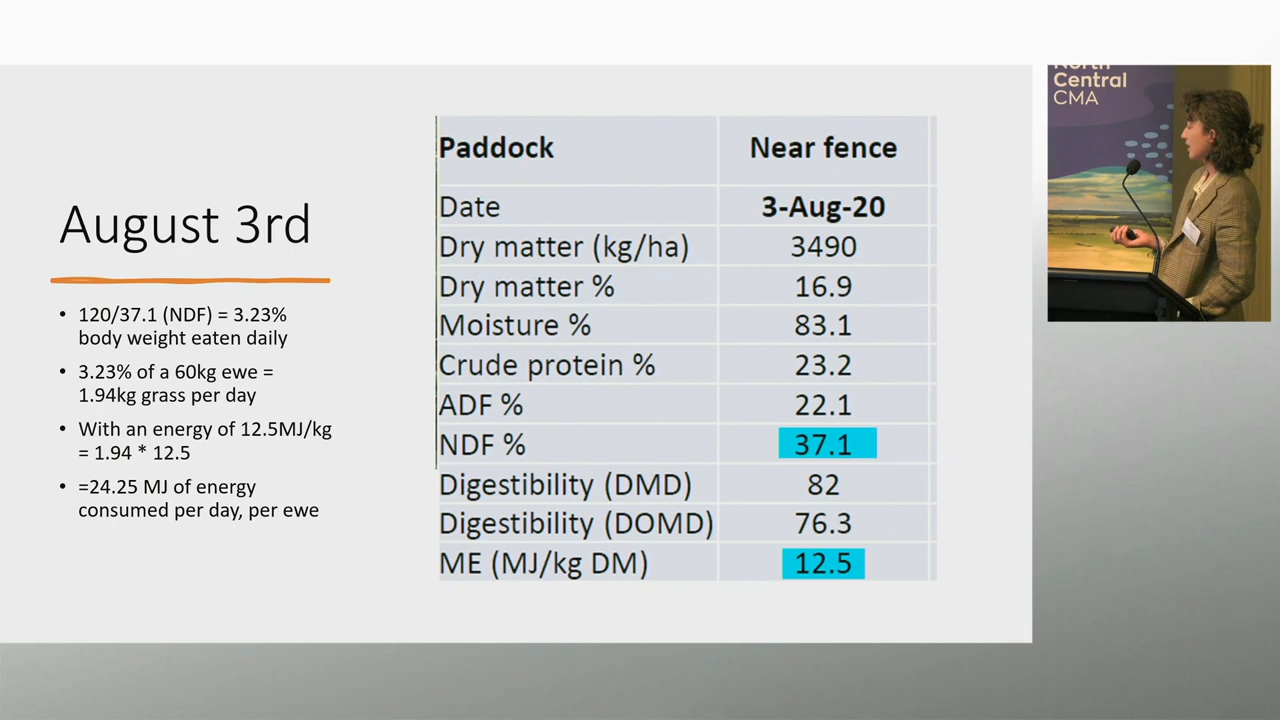 August 3rd
• 120/37.1 (NDF) = 3.23%
body weight eaten daily
• 3.23% of a 60kg ewe =
1.94kg grass per day
• With an energy of 12.5MJ/kg
= 1.94 * 12.5
• =24.25 MJ of energy
consumed per day, per ewe
Paddock Near fence
Date 3-Aug-20
Dry matter (kg/ha) 3490
Dry matter % 16.9
Moisture % 83.1
Crude protein % 23.2
ADF % 22.1
NDF % 37.1
Digestibility (DMD) 82
Digestibility (DOMD) 76.3
ME (MJ/kg DM) 12.5
North
Central
CMA